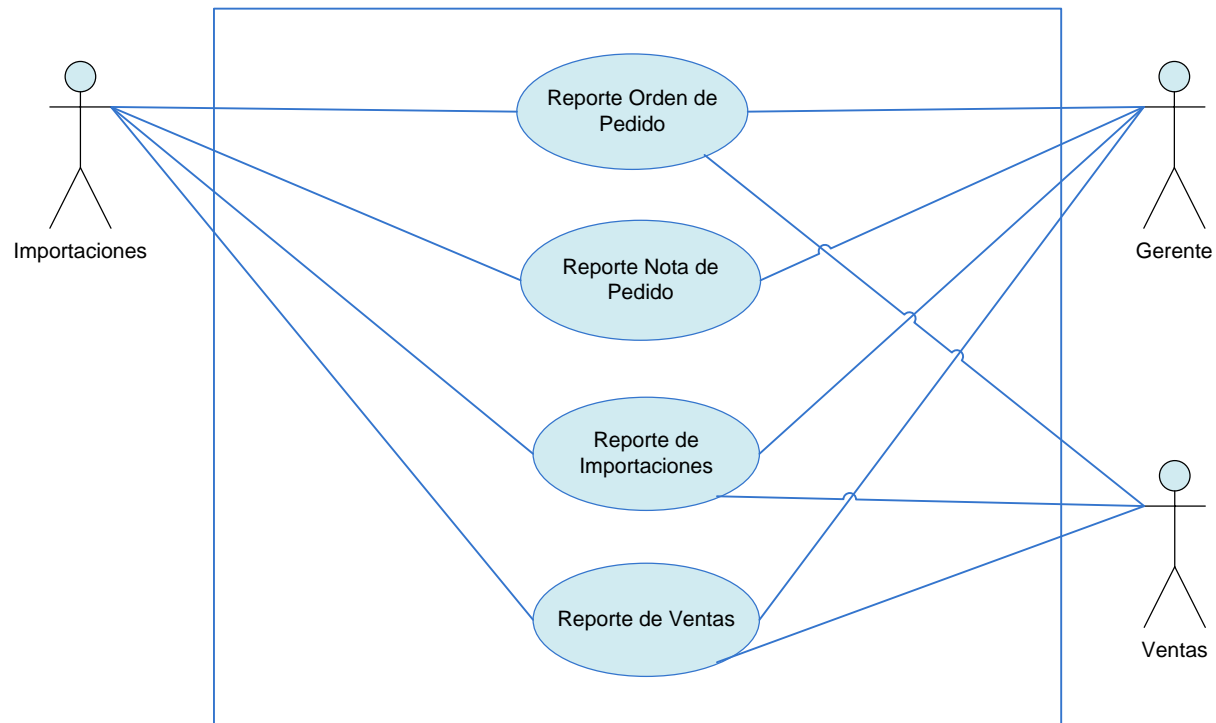 Reporte Orden de
Pedido
Importaciones
Gerente
Reporte Nota de
Pedido
Reporte de
Importaciones
Reporte de Ventas
Ventas